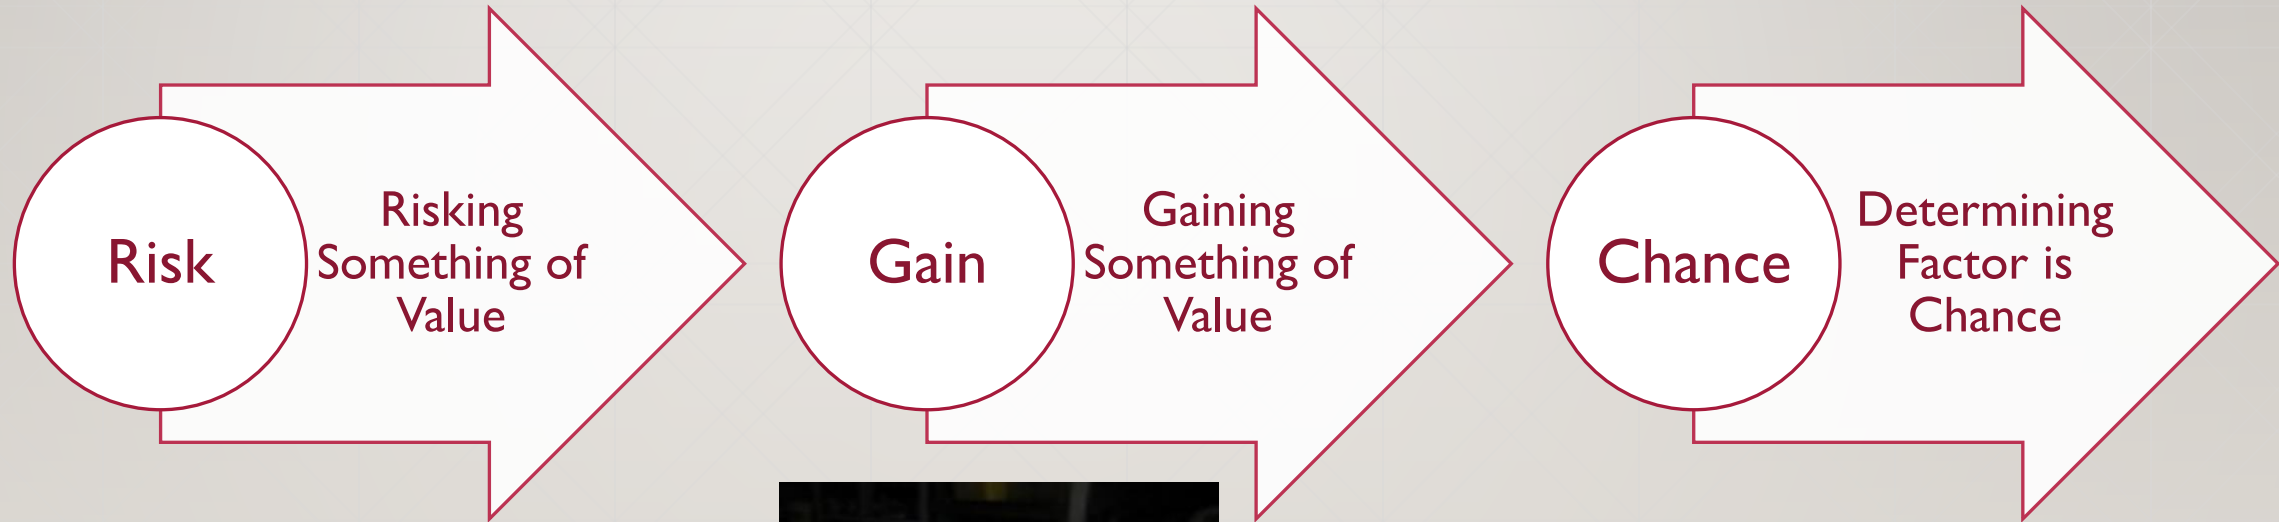 Risk
Risking
Something of
Value
Gain
Gaining
Something of
Value
Chance
Determining
Factor is
Chance